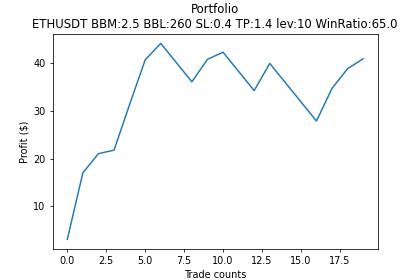 Portfolio
ETHUSDT BBM:2.5 BBL:260 SL:0.4 TP:1.4 lev:10 WinRatio:65.0
40
30
20
10
Profit ($)
0.0 2.5 5.0 7.5 10.0 12.5 15.0 17.5
Trade counts